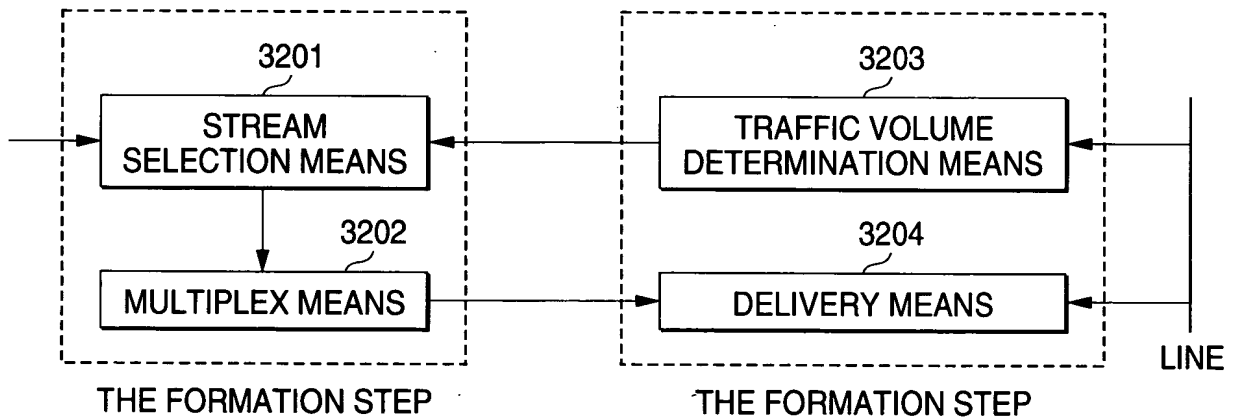 3201
STREAM
SELECTION MEANS
3202
MULTIPLEX MEANS
THE FORMATION STEP
3203
TRAFFIC VOLUME
DETERMINATION MEANS
3204
DELIVERY MEANS
THE FORMATION STEP
LINE